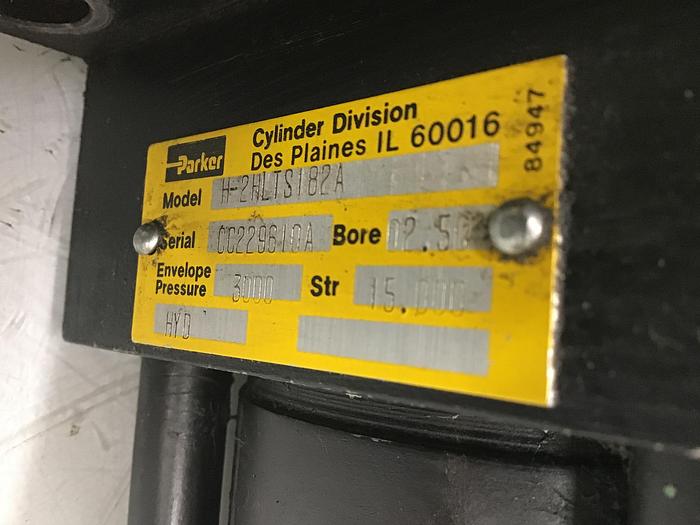 Parker
Cylinder Division
Des Plaines IL 60016
84947
Model H-2HLTS182A
Serial CC229610A Bore 02.50
Envelope Pressure 3000 Str 15.000
HYD